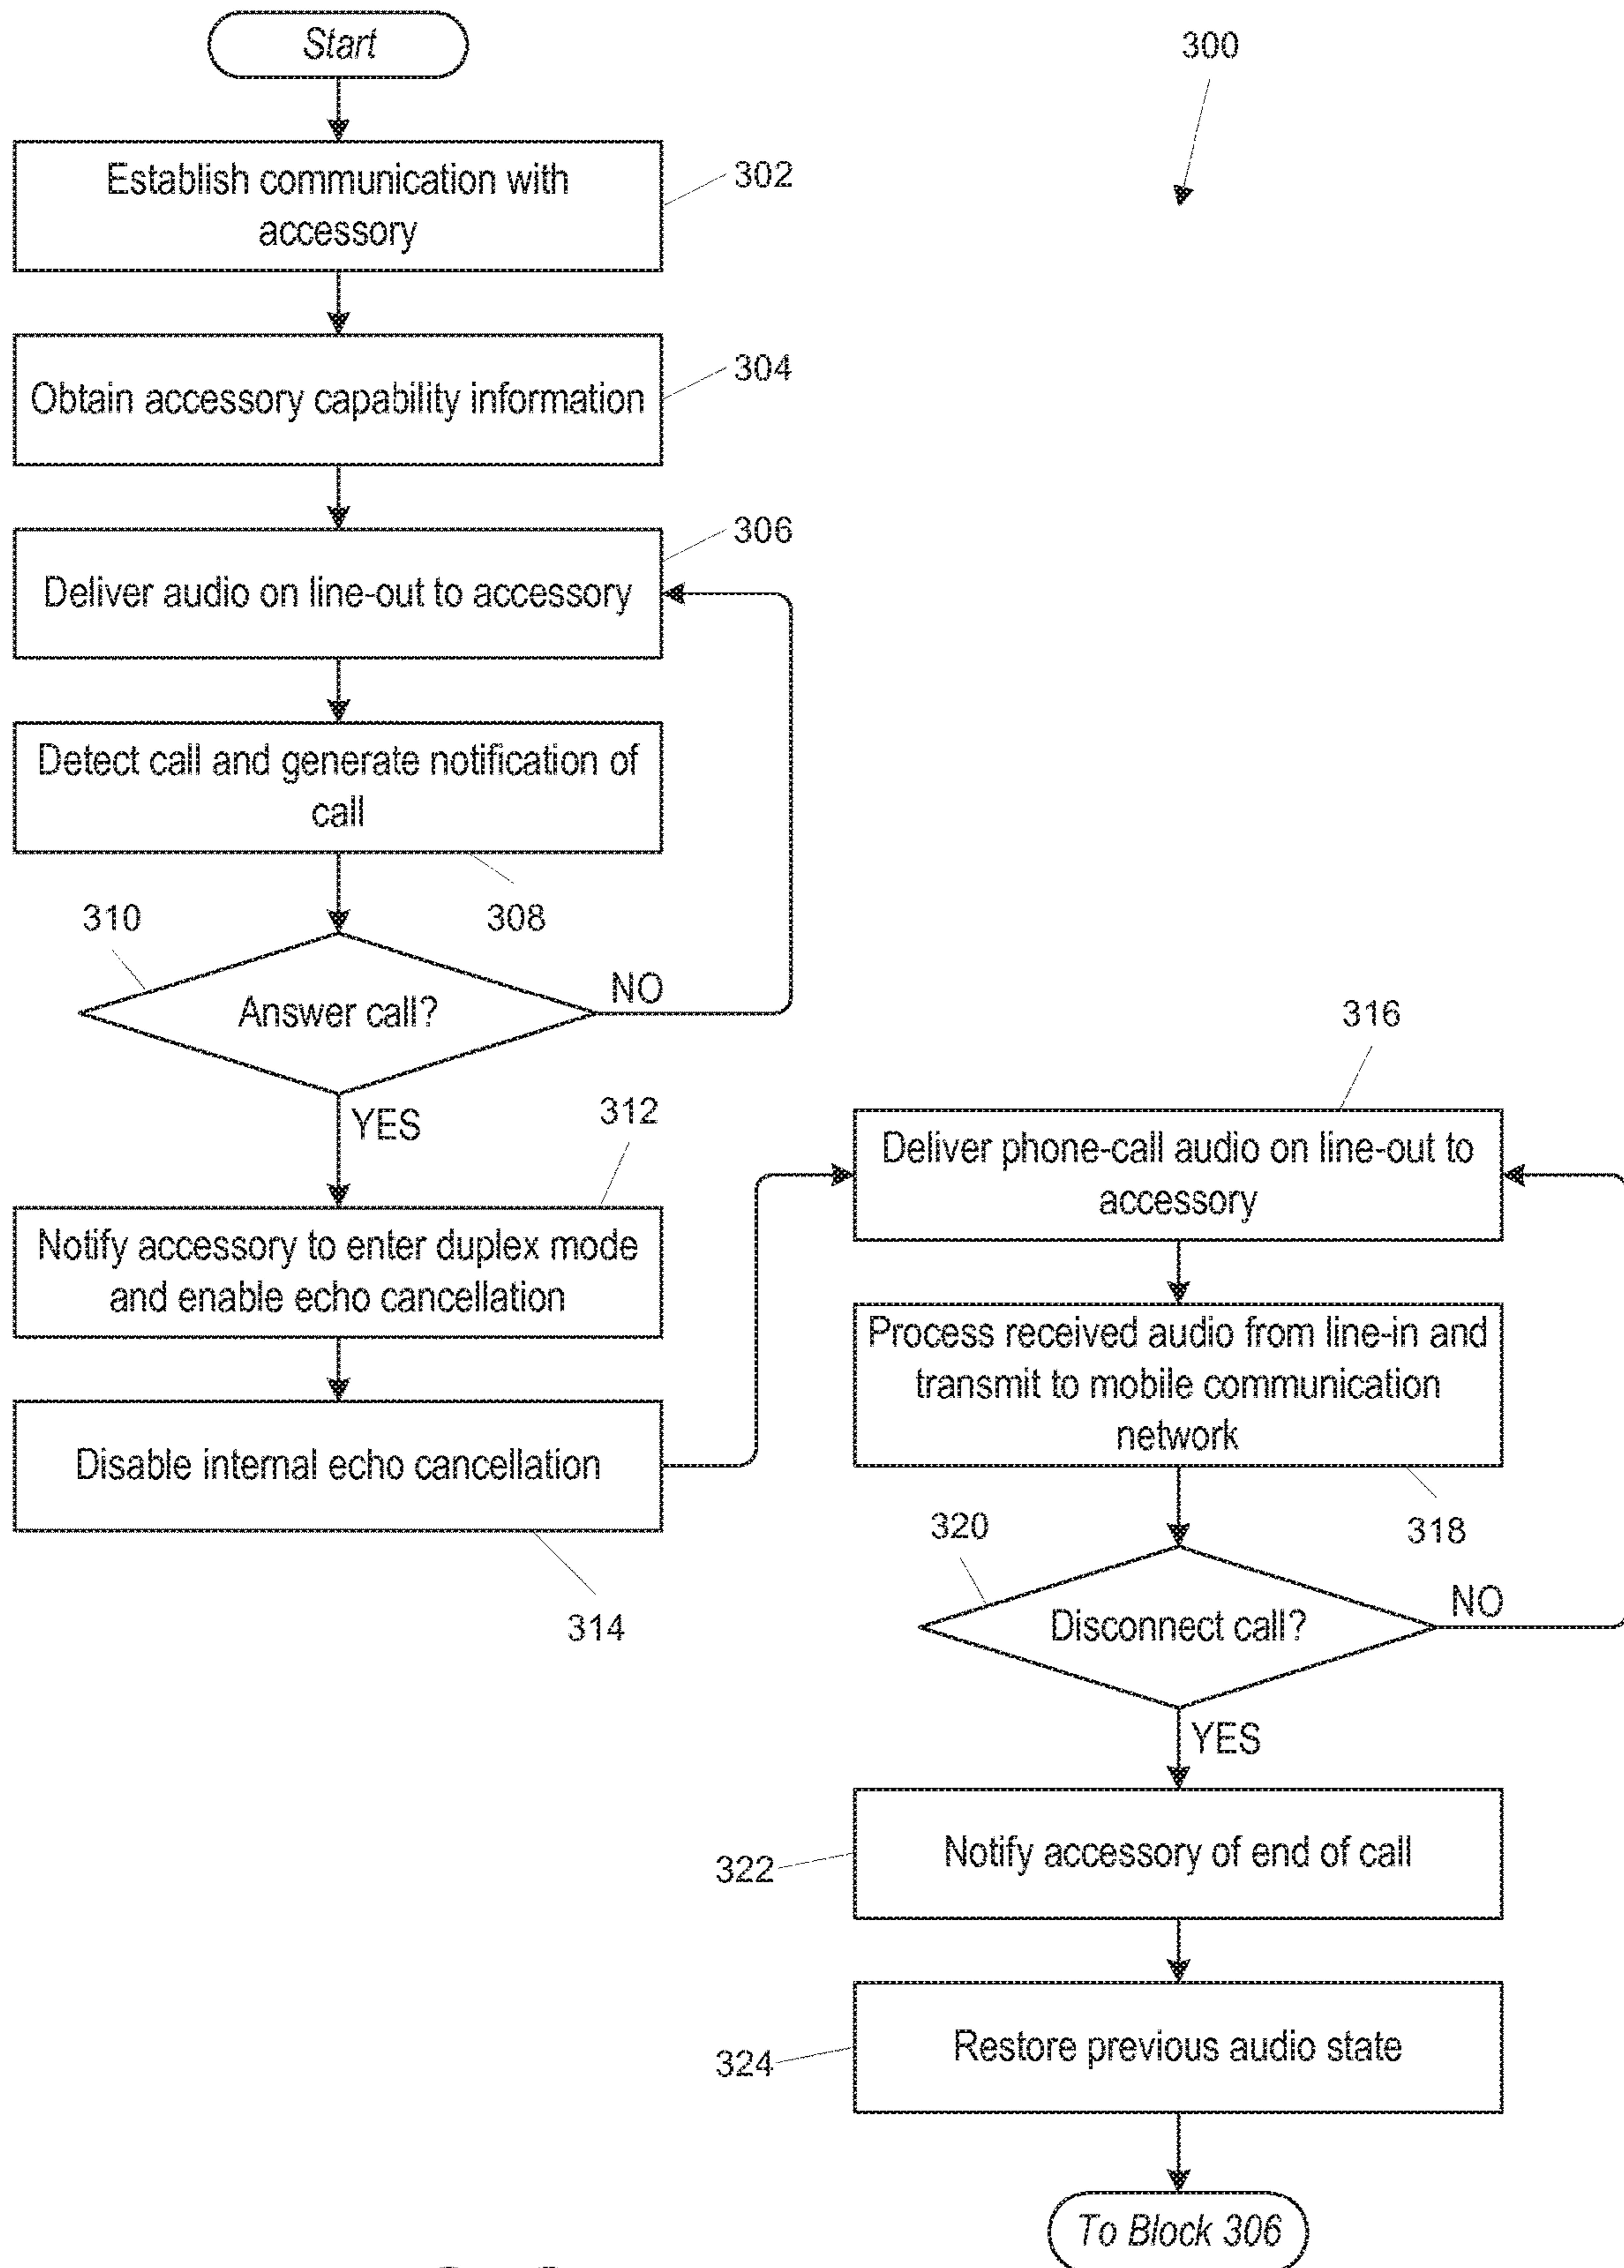 Start
300
Establish communication with
accessory
302
Obtain accessory capability information
304
306
Deliver audio on line-out to accessory
Detect call and generate notification of
call
308
310
Answer call?
NO
YES
312
Notify accessory to enter duplex mode
and enable echo cancellation
Disable internal echo cancellation
314
316
Deliver phone-call audio on line-out to
accessory
Process received audio from line-in and
transmit to mobile communication
network
318
320
Disconnect call?
NO
YES
Notify accessory of end of call
322
Restore previous audio state
324
To Block 306